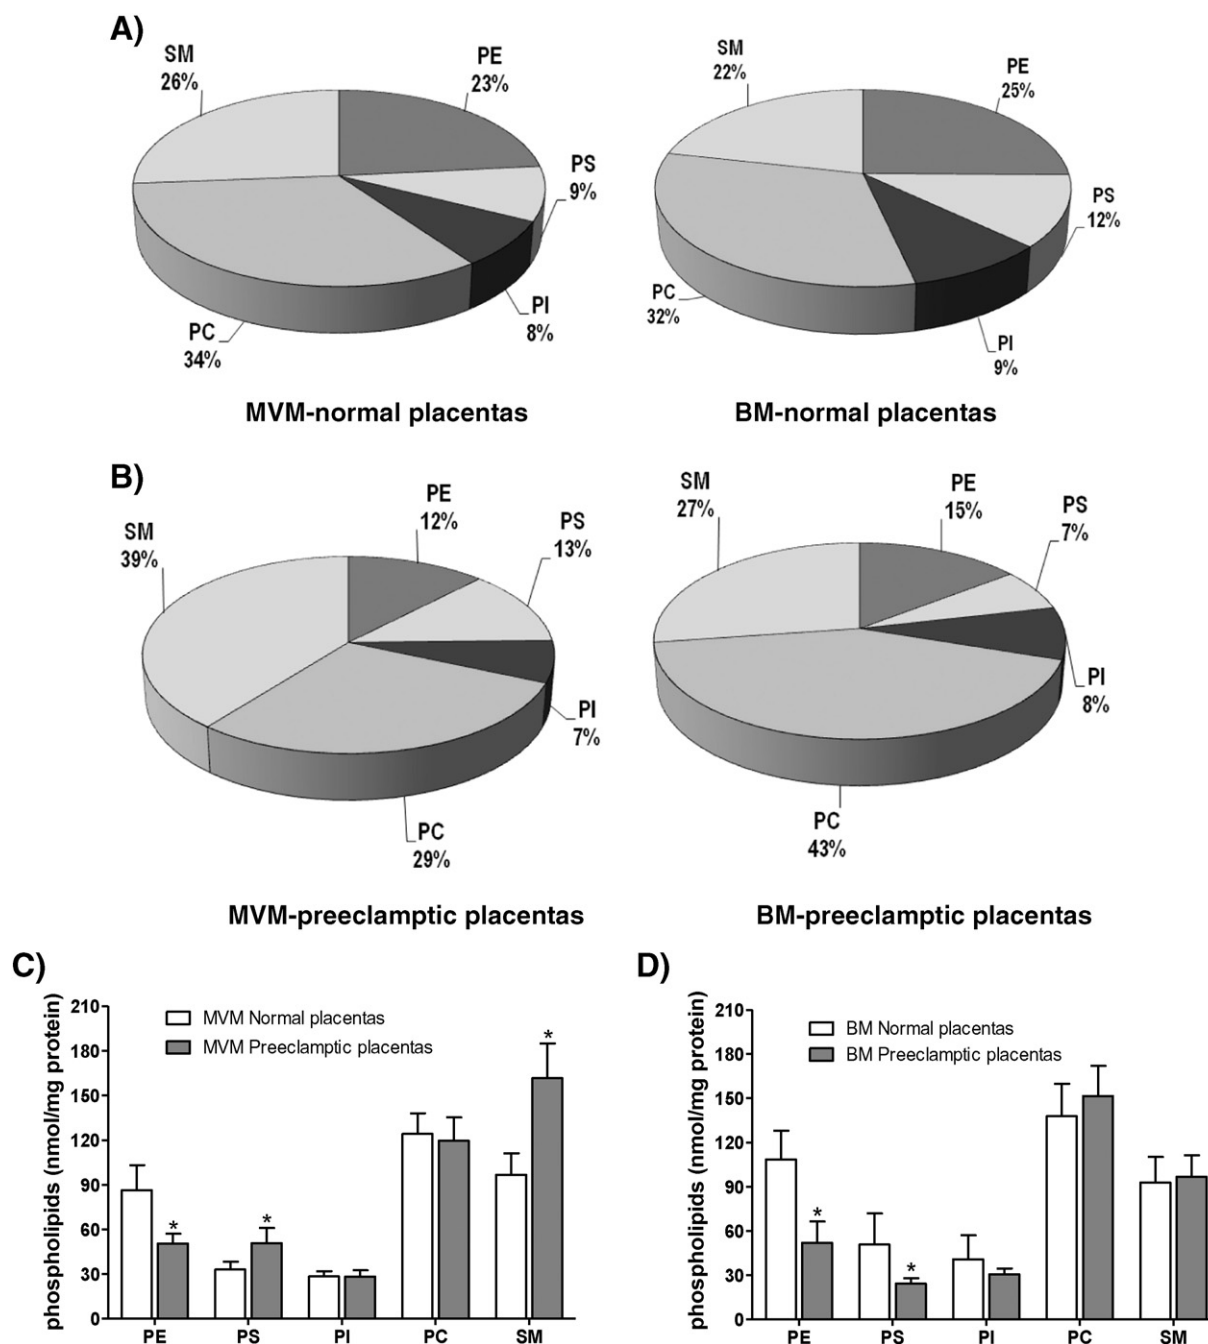 A)
SM
26%
PE
23%
PS
9%
PI
8%
PC
34%
MVM-normal placentas
SM
22%
PE
25%
PS
12%
PI
9%
PC
32%
BM-normal placentas
B)
SM
39%
PE
12%
PS
13%
PI
7%
PC
29%
MVM-preeclamptic placentas
SM
27%
PE
15%
PS
7%
PI
8%
PC
43%
BM-preeclamptic placentas
C)
phospholipids (nmol/mg protein)
210
180
150
120
90
60
30
0
MVM Normal placentas
MVM Preeclamptic placentas
*
*
*
PE PS PI PC SM
D)
phospholipids (nmol/mg protein)
210
180
150
120
90
60
30
0
BM Normal placentas
BM Preeclamptic placentas
*
*
PE PS PI PC SM